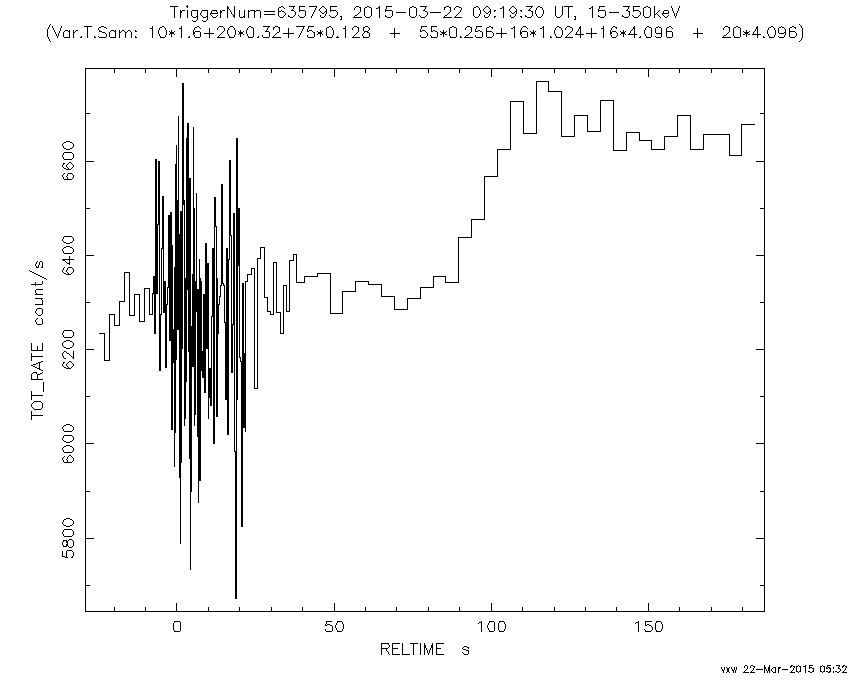 TriggerNum=635795, 2015-03-22 09:19:30 UT, 15-350keV
(Var.T.Sam: 10*1.6+20*0.32+75*0.128 + 55*0.256+16*1.024+16*4.096 + 20*4.096)
TOT_RATE count/s
6600
6400
6200
6000
5800
0 50 100 150
RELTIME s
vxw 22-Mar-2015 05:32